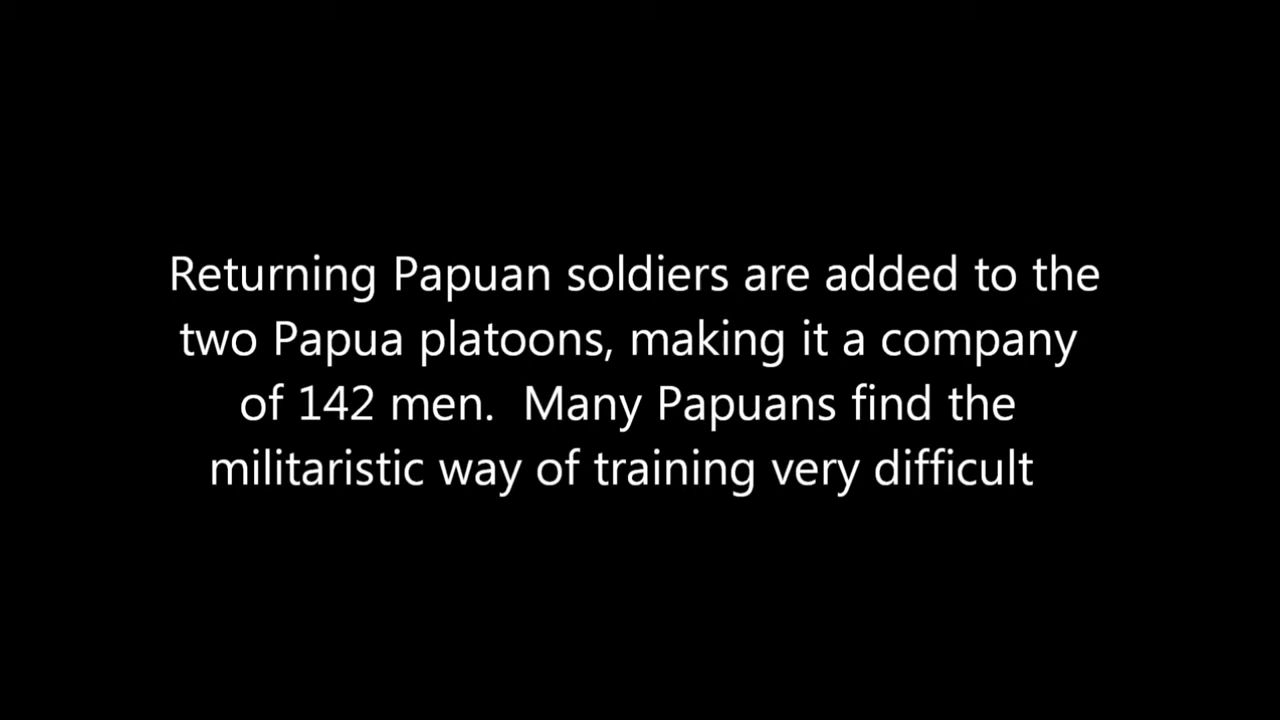 Returning Papuan soldiers are added to the
two Papua platoons, making it a company
of 142 men.  Many Papuans find the
militaristic way of training very difficult